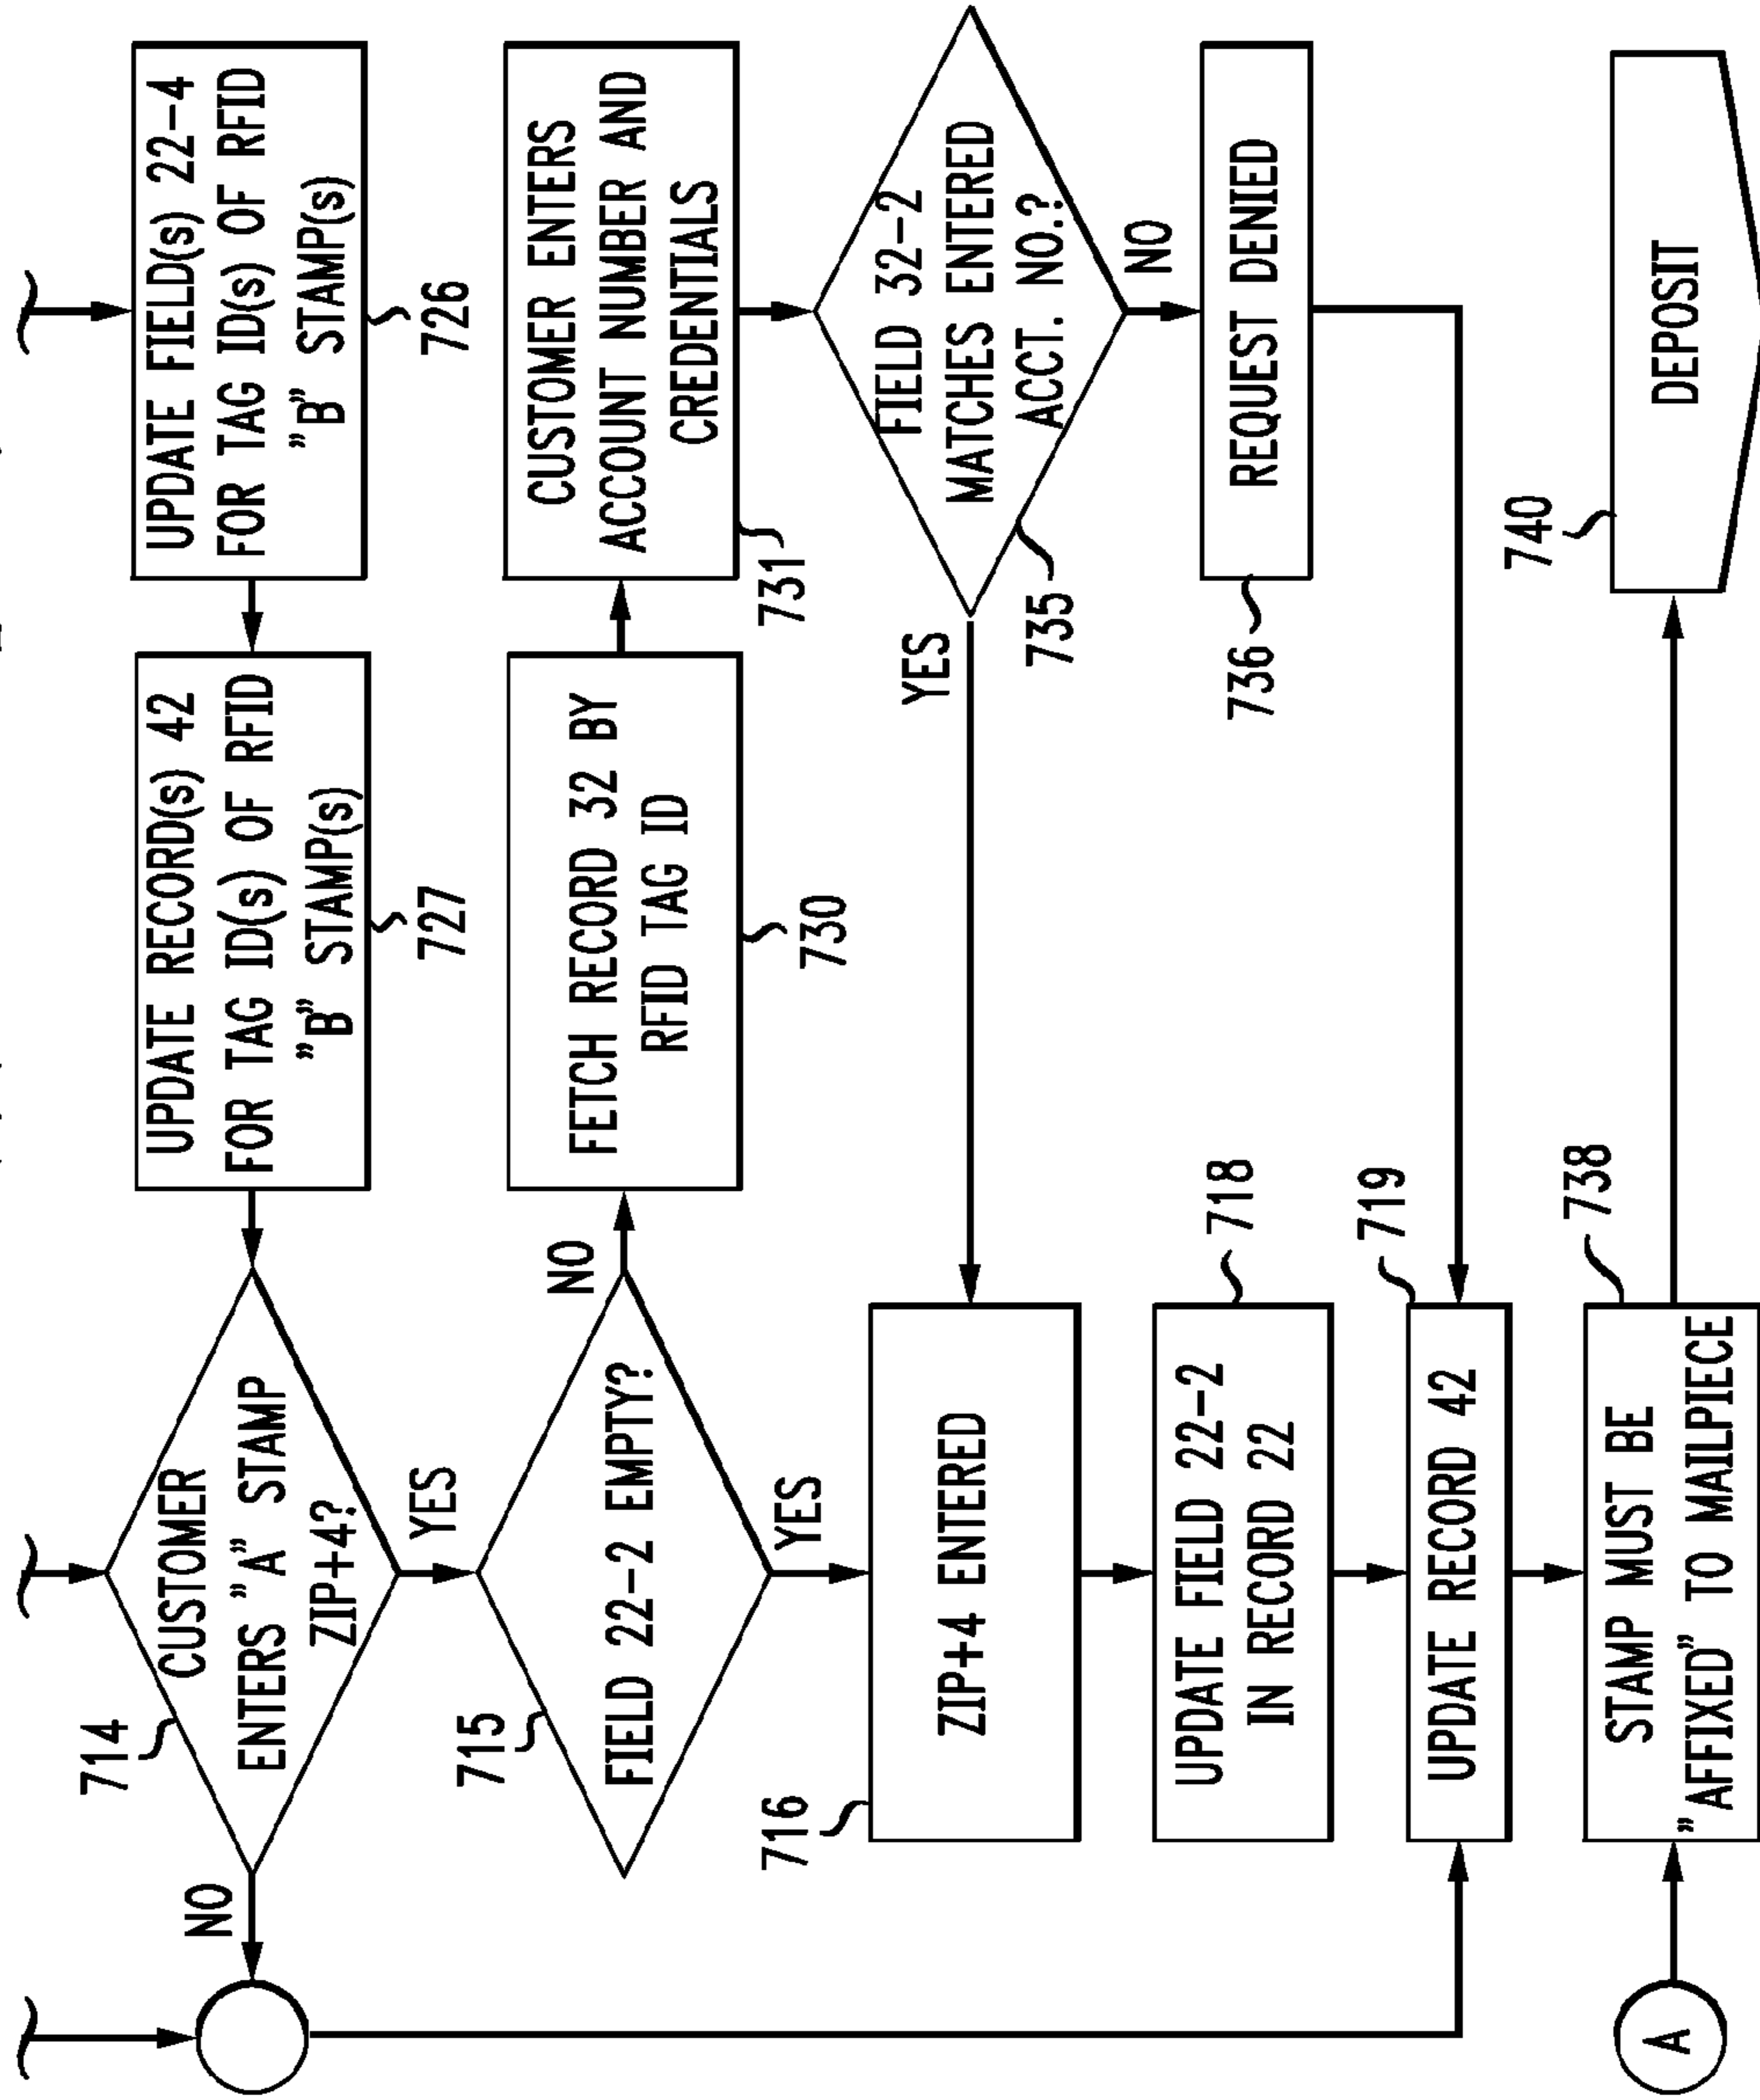 UPDATE FIELD(s) 22-4
FOR TAG ID(s) OF RFID
"B" STAMP(s)
726
UPDATE RECORD(s) 42
FOR TAG ID(s) OF RFID
"B" STAMP(s)
727
CUSTOMER
ENTERS "A" STAMP
ZIP+4?
714
NO
YES
FIELD 22-2 EMPTY?
715
NO
YES
FETCH RECORD 32 BY
RFID TAG ID
730
CUSTOMER ENTERS
ACCOUNT NUMBER AND
CREDENTIALS
731
FIELD 32-2
MATCHES ENTERED
ACCT. NO.?
735
YES
NO
REQUEST DENIED
736
ZIP+4 ENTERED
716
UPDATE FIELD 22-2
IN RECORD 22
718
UPDATE RECORD 42
719
A
STAMP MUST BE
"AFFIXED" TO MAILPIECE
738
DEPOSIT
740